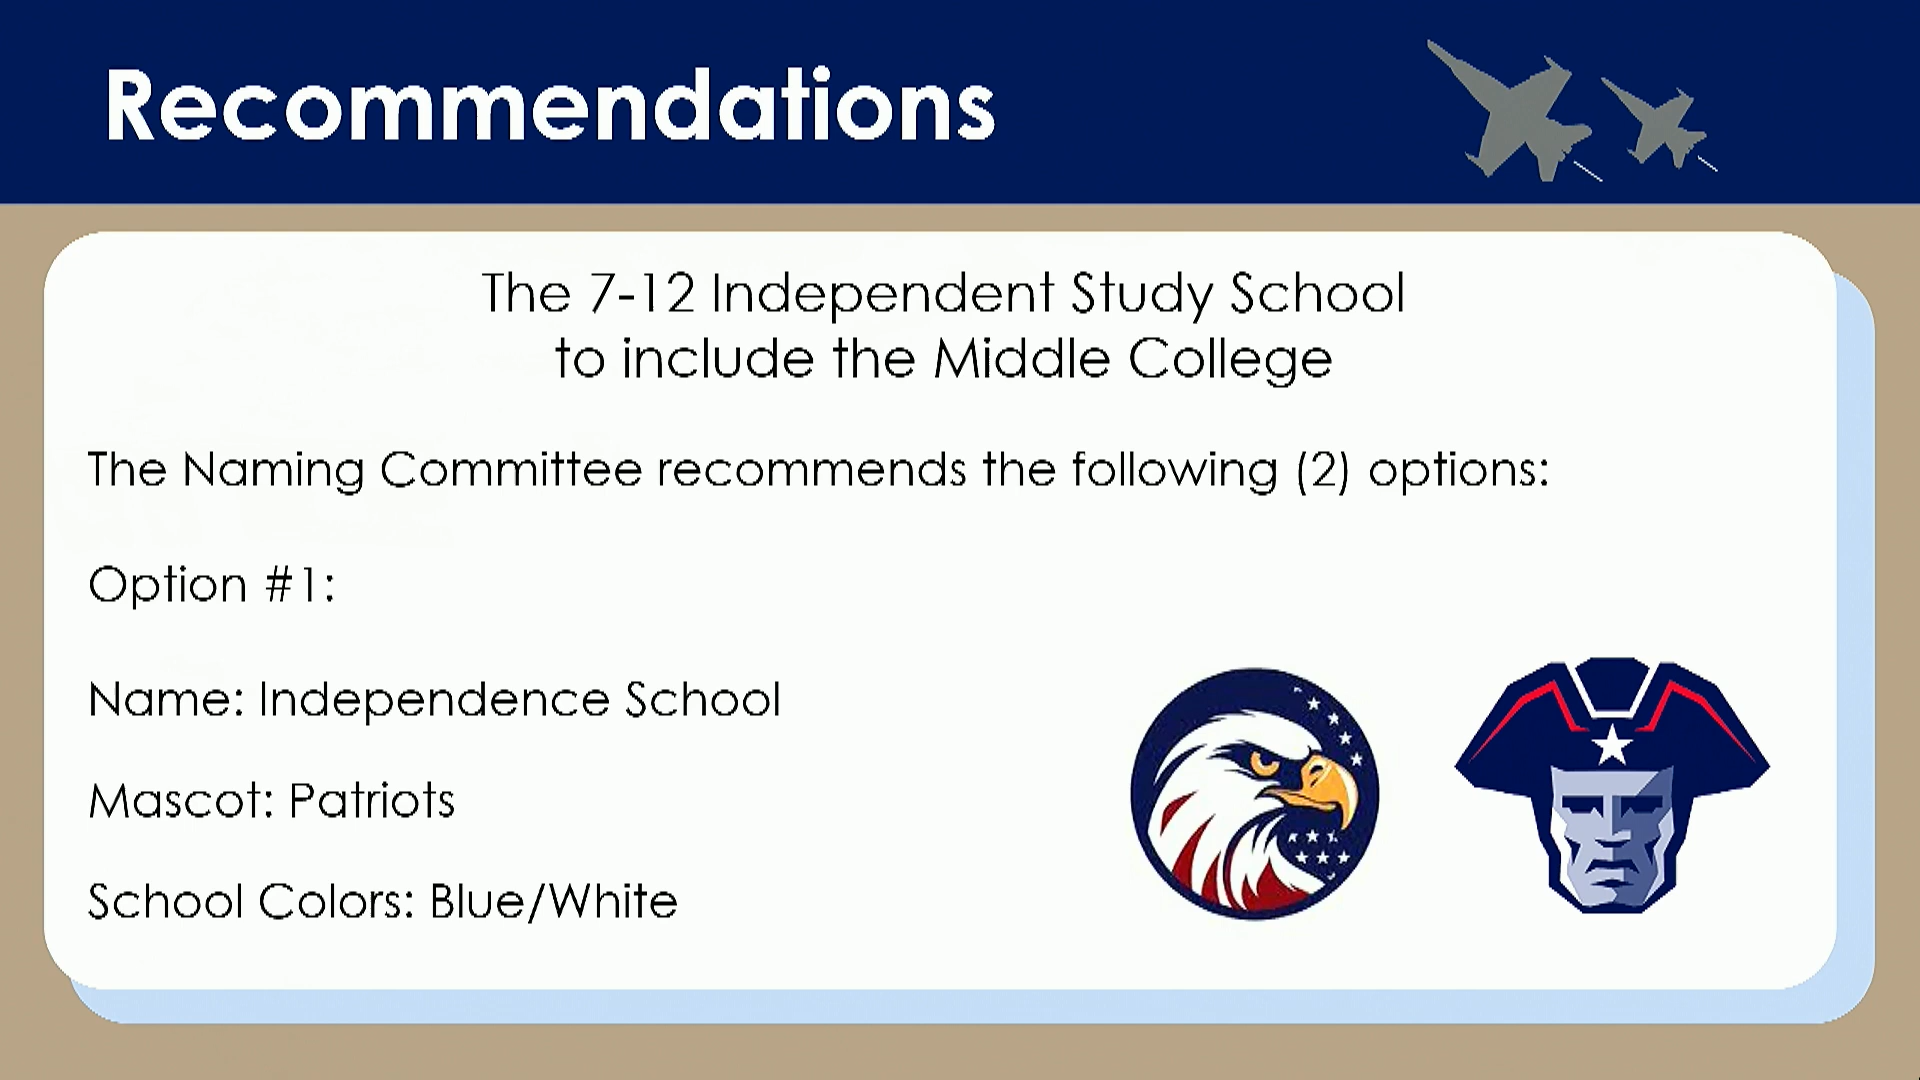 Recommendations
The 7-12 Independent Study School
to include the Middle College
The Naming Committee recommends the following (2) options:
Option #1:
Name: Independence School
Mascot: Patriots
School Colors: Blue/White